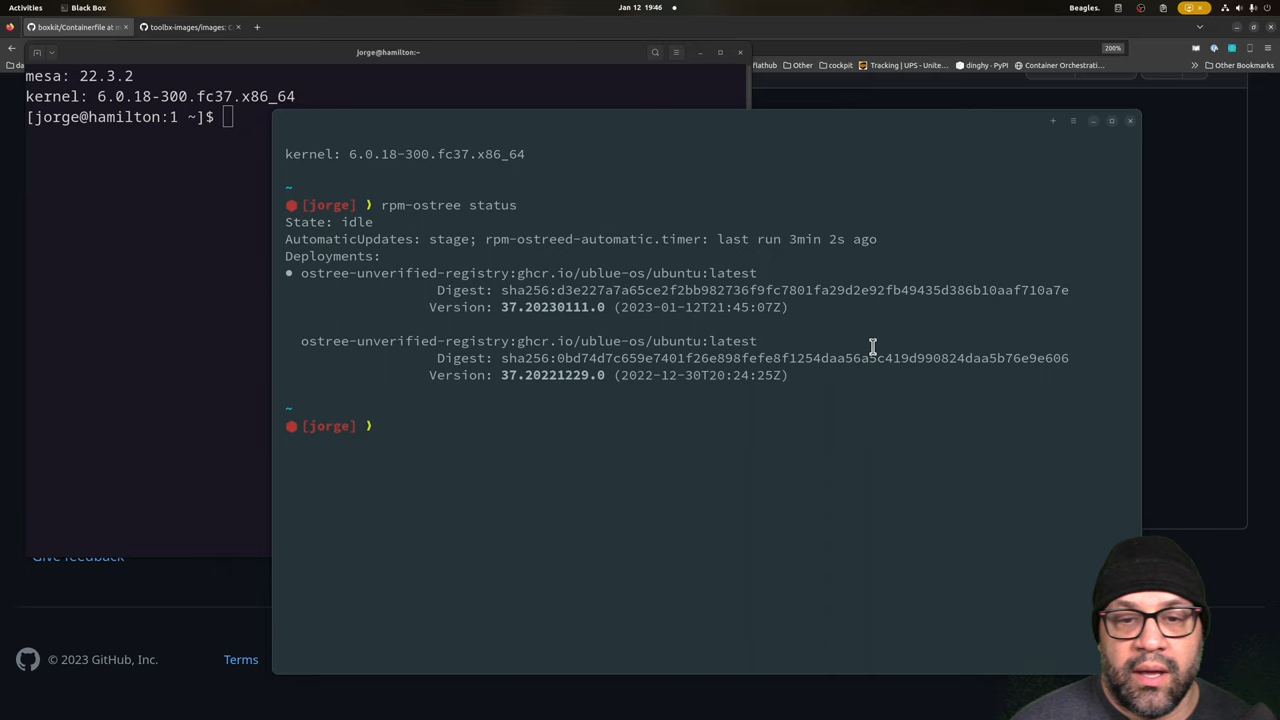 Activities
Black Box
Jan 12 19:46
Beagles.
boxkit/Containerfile at m
toolbx-images/images: C
200%
jorge@hamilton:~
flathub
Other
cockpit
Tracking | UPS - Unite…
dinghy · PyPI
Container Orchestrati…
Other Bookmarks
mesa: 22.3.2
kernel: 6.0.18-300.fc37.x86_64
[jorge@hamilton:1 ~]$
kernel: 6.0.18-300.fc37.x86_64
~
[jorge] ❯ rpm-ostree status
State: idle
AutomaticUpdates: stage; rpm-ostreed-automatic.timer: last run 3min 2s ago
Deployments:
● ostree-unverified-registry:ghcr.io/ublue-os/ubuntu:latest
Digest: sha256:d3e227a7a65ce2f2bb982736f9fc7801fa29d2e92fb49435d386b10aaf710a7e
Version: 37.20230111.0 (2023-01-12T21:45:07Z)
ostree-unverified-registry:ghcr.io/ublue-os/ubuntu:latest
Digest: sha256:0bd74d7c659e7401f26e898fefe8f1254daa56a5c419d990824daa5b76e9e606
Version: 37.20221229.0 (2022-12-30T20:24:25Z)
~
[jorge] ❯
Give feedback
© 2023 GitHub, Inc.
Terms